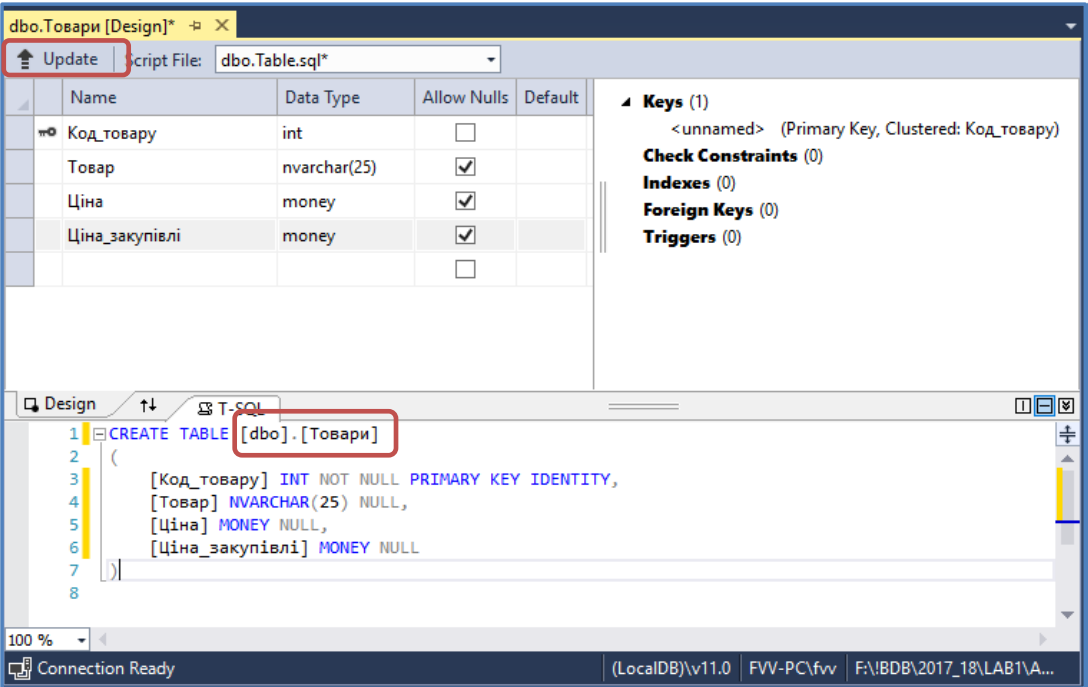 dbo.Товари [Design]*
Update Script File: dbo.Table.sql*
Name Data Type Allow Nulls Default
Код_товару int
Товар nvarchar(25)
Ціна money
Ціна_закупівлі money
Keys (1)
<unnamed> (Primary Key, Clustered: Код_товару)
Check Constraints (0)
Indexes (0)
Foreign Keys (0)
Triggers (0)
Design T-SQL
1 CREATE TABLE [dbo].[Товари]
2 (
3 [Код_товару] INT NOT NULL PRIMARY KEY IDENTITY,
4 [Товар] NVARCHAR(25) NULL,
5 [Ціна] MONEY NULL,
6 [Ціна_закупівлі] MONEY NULL
7 )
8
100 %
Connection Ready (LocalDB)\v11.0 FVV-PC\fvv F:\!BDB\2017_18\LAB1\A...